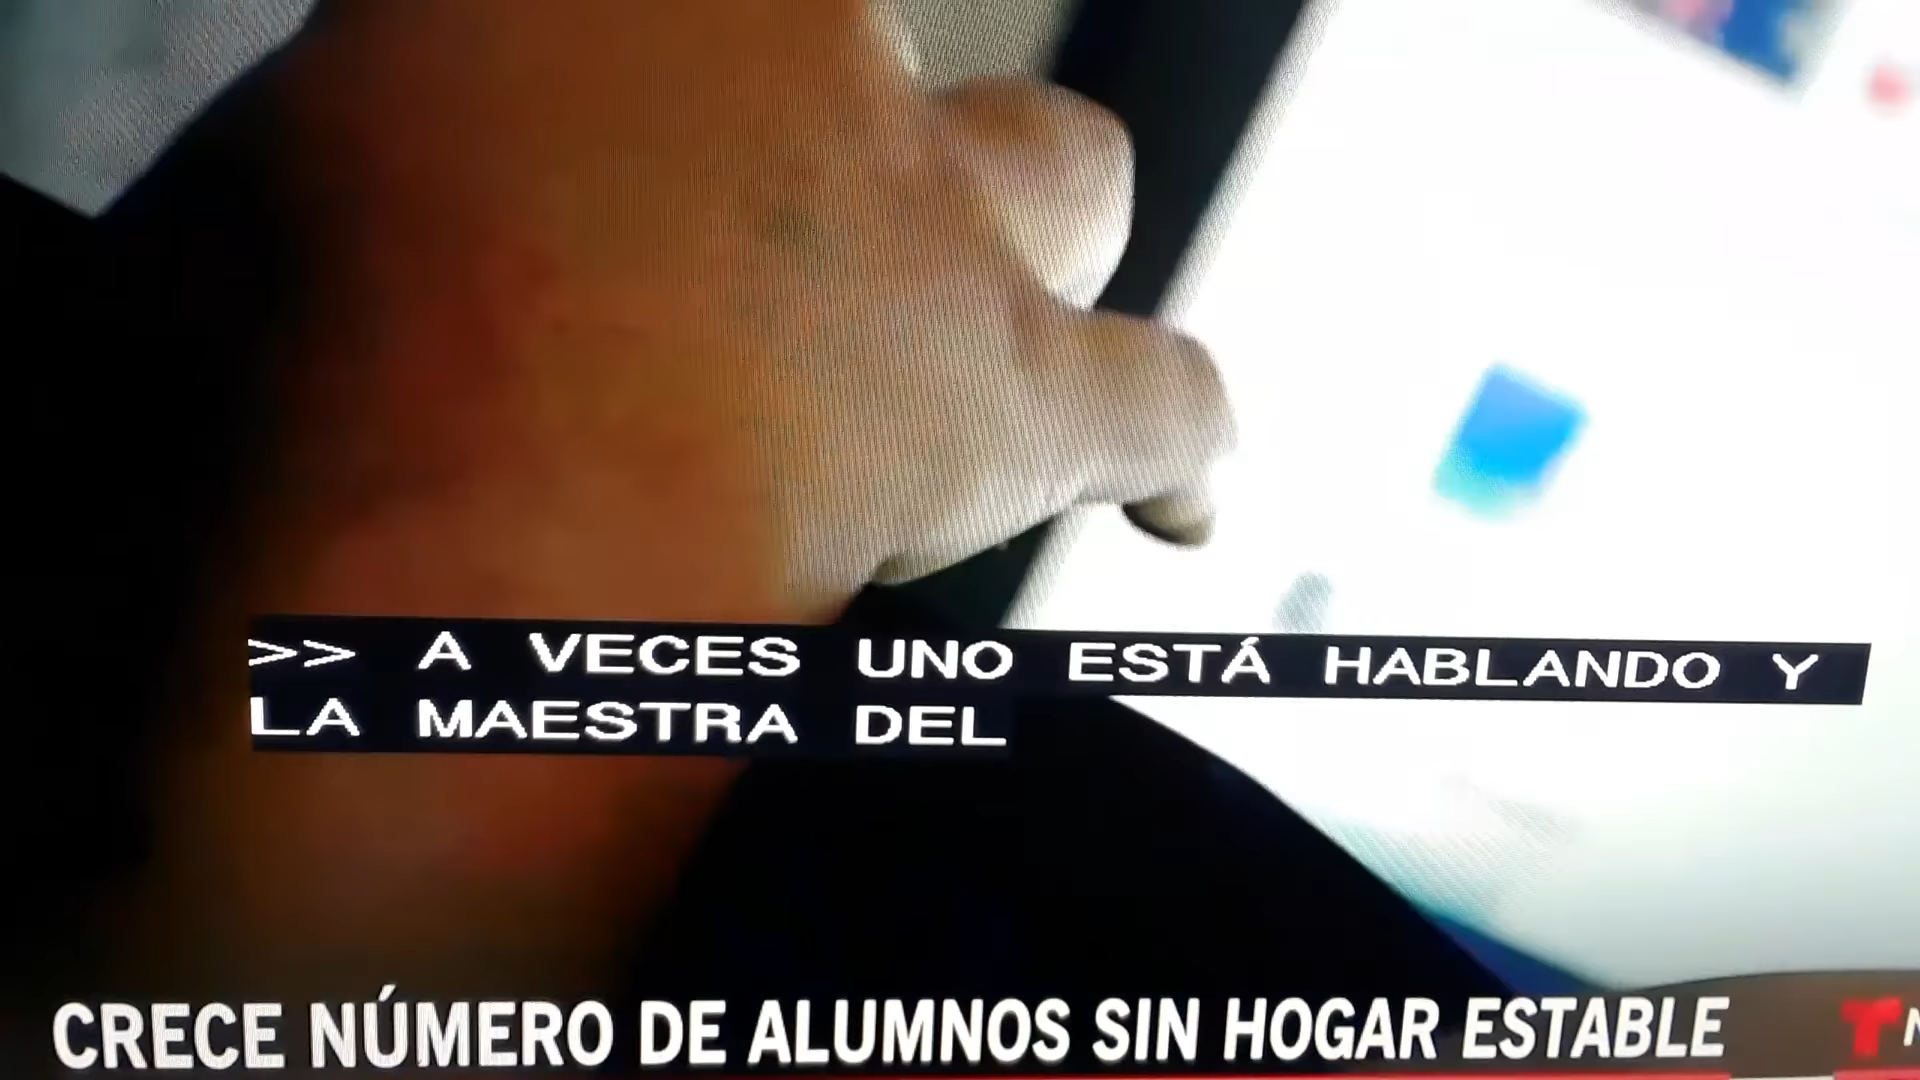 >> A VECES UNO ESTÁ HABLANDO Y
LA MAESTRA DEL
CRECE NÚMERO DE ALUMNOS SIN HOGAR ESTABLE